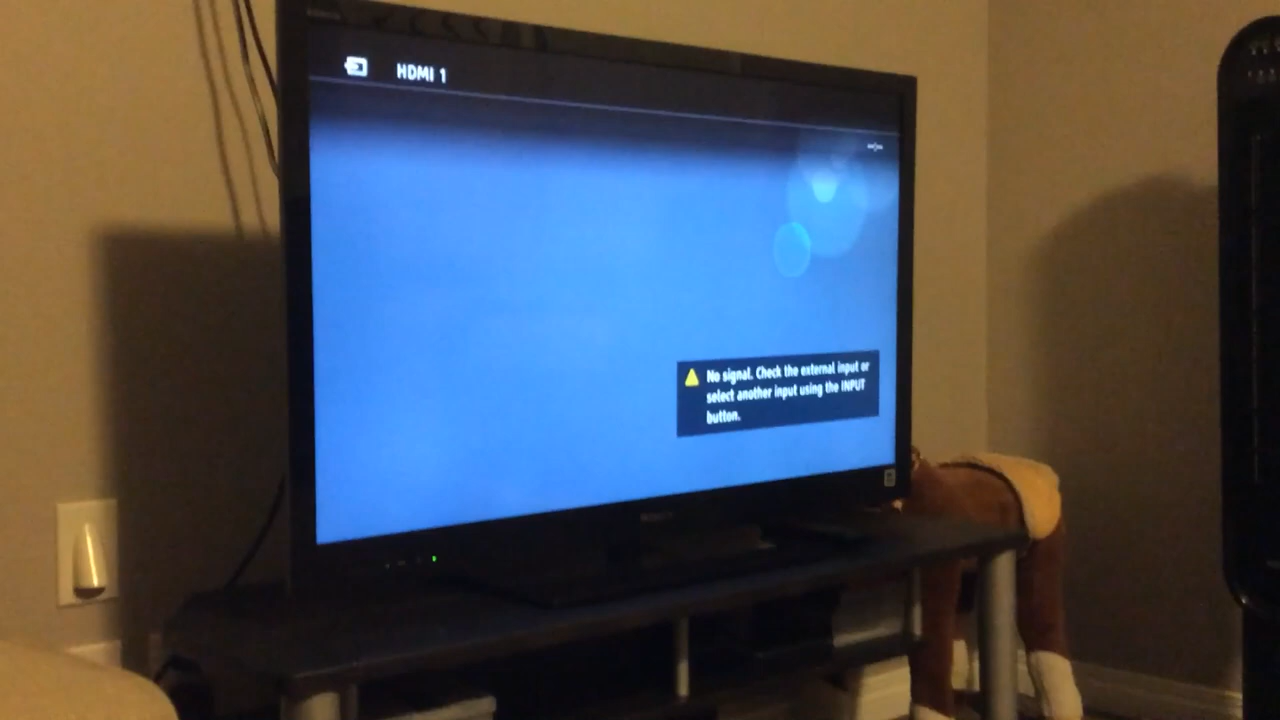 HDMI 1
No signal. Check the external input or
select another input using the INPUT
button.